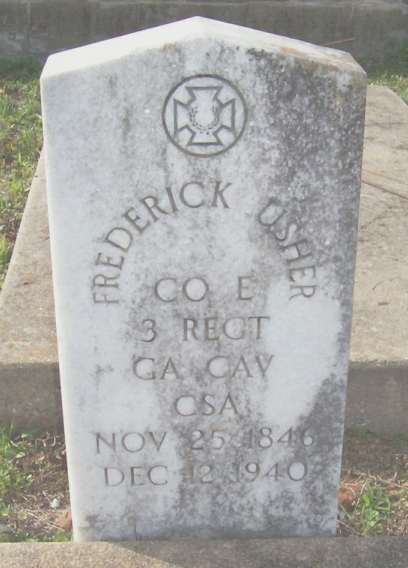 FREDERICK USHER
CO E
3 REGT
GA CAV
CSA
NOV 25 1846
DEC 12 1940